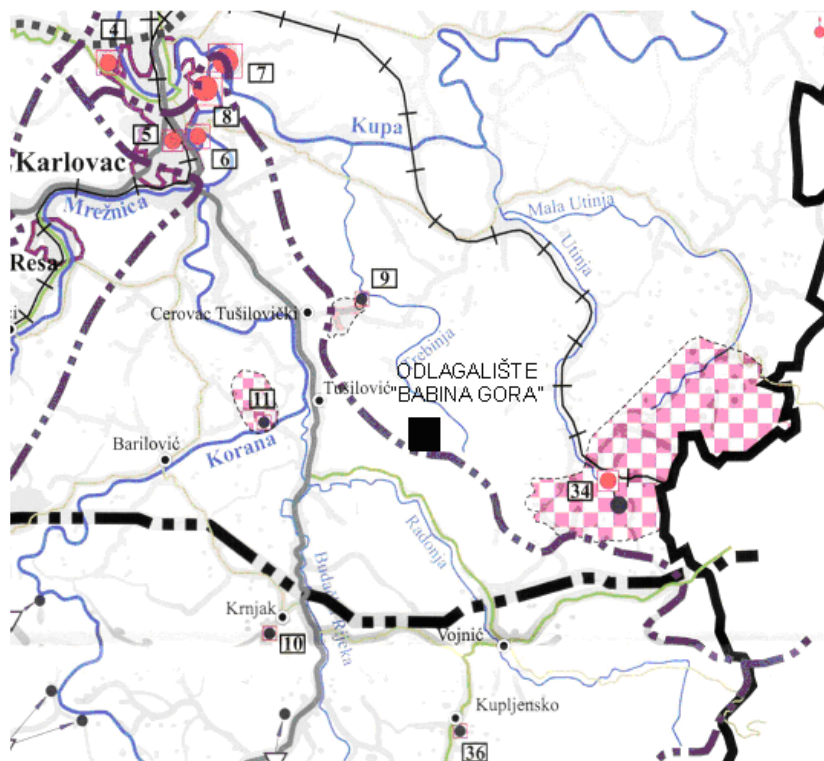 4
7
8
5
6
Karlovac
Kupa
Mrežnica
Mala Utinja
Utinja
Resa
9
Cerovac Tušilovički
Trebinja
ODLAGALIŠTE
"BABINA GORA"
Tušilović
11
Korana
Barilović
34
Radonja
Krnjak
10
Rijeka
Vojnić
Kupljensko
36